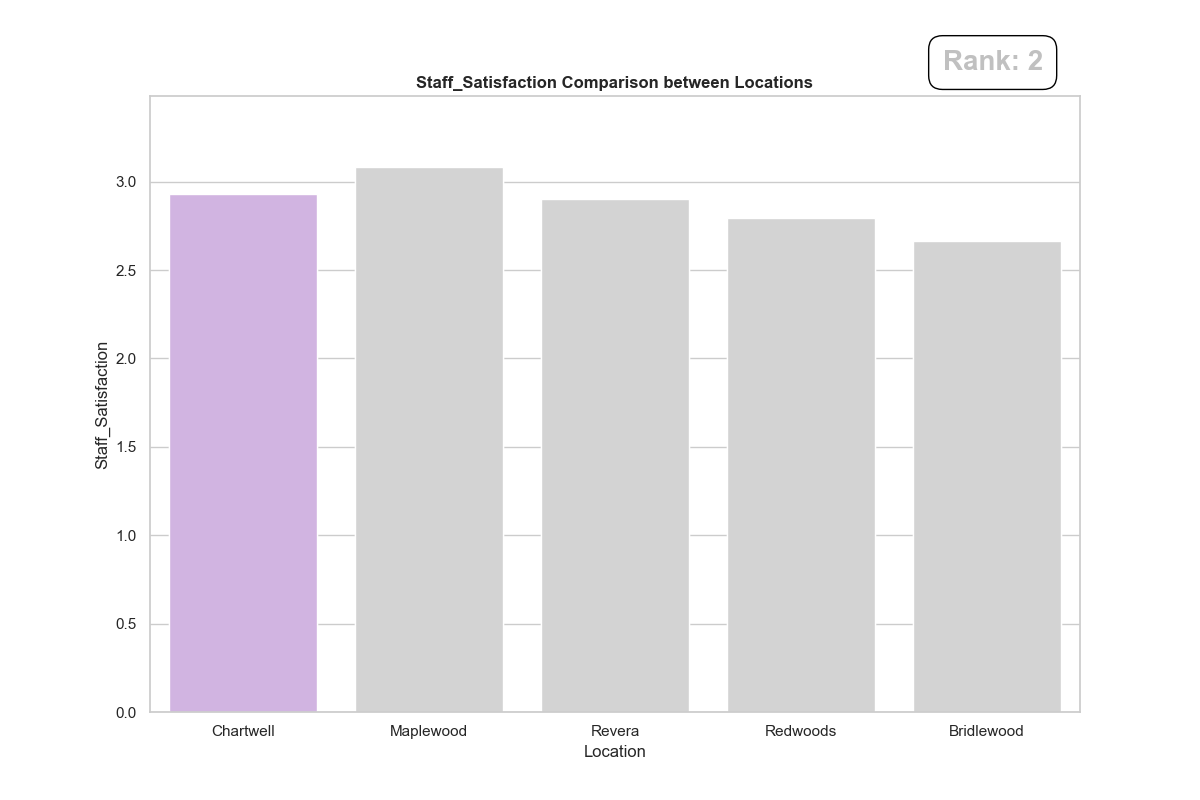 Rank: 2
Staff_Satisfaction Comparison between Locations
Staff_Satisfaction
3.0
2.5
2.0
1.5
1.0
0.5
0.0
Chartwell Maplewood Revera Redwoods Bridlewood
Location